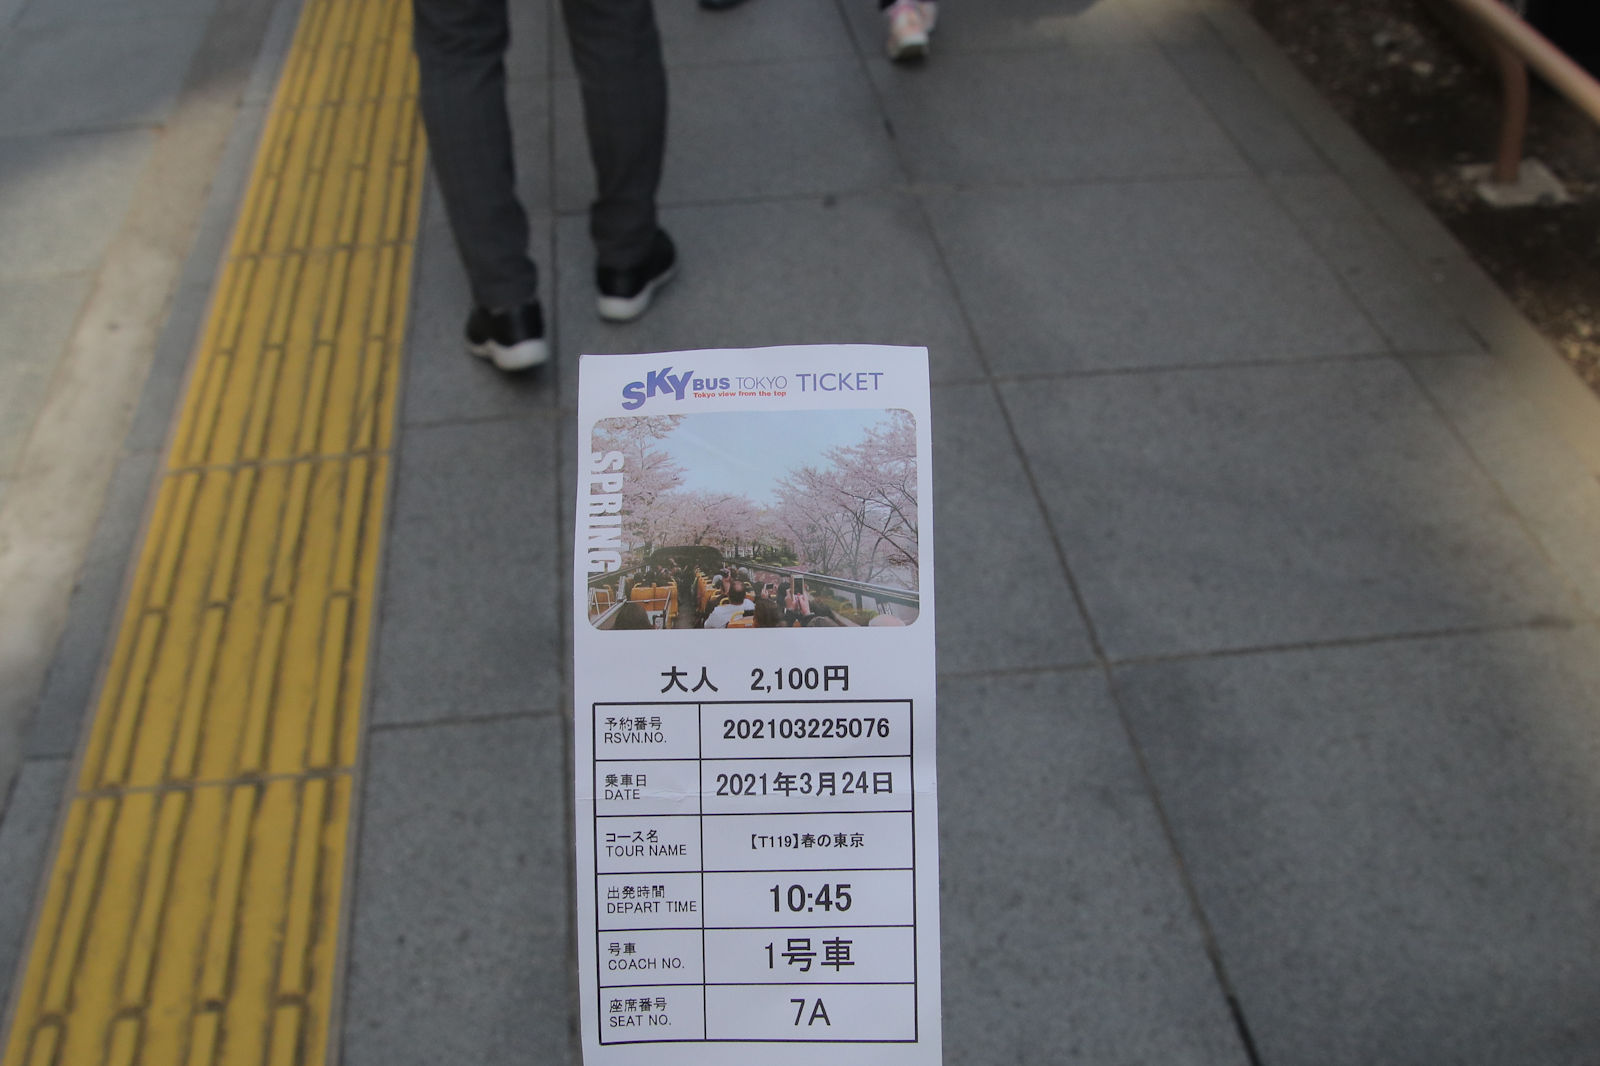 SKY BUS TOKYO TICKET
Tokyo view from the top
SPRING
大人 2,100円
予約番号 202103225076
RSVN.NO.
乗車日 2021年3月24日
DATE
コース名 【T119】春の東京
TOUR NAME
出発時間 10:45
DEPART TIME
号車 1号車
COACH NO.
座席番号 7A
SEAT NO.